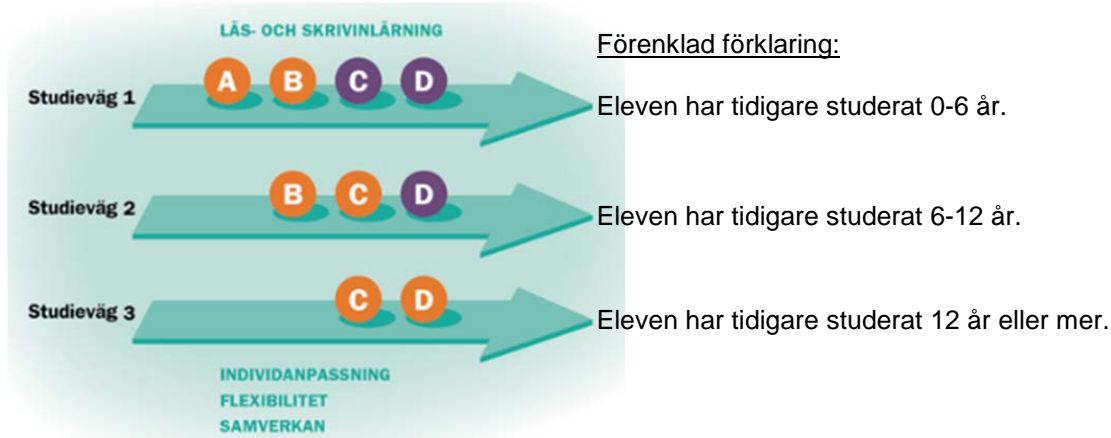 LÄS- OCH SKRIVINLÄRNING
Förenklad förklaring:
A B C D
Studieväg 1
Eleven har tidigare studerat 0-6 år.
B C D
Studieväg 2
Eleven har tidigare studerat 6-12 år.
C D
Studieväg 3
Eleven har tidigare studerat 12 år eller mer.
INDIVIDANPASSNING
FLEXIBILITET
SAMVERKAN